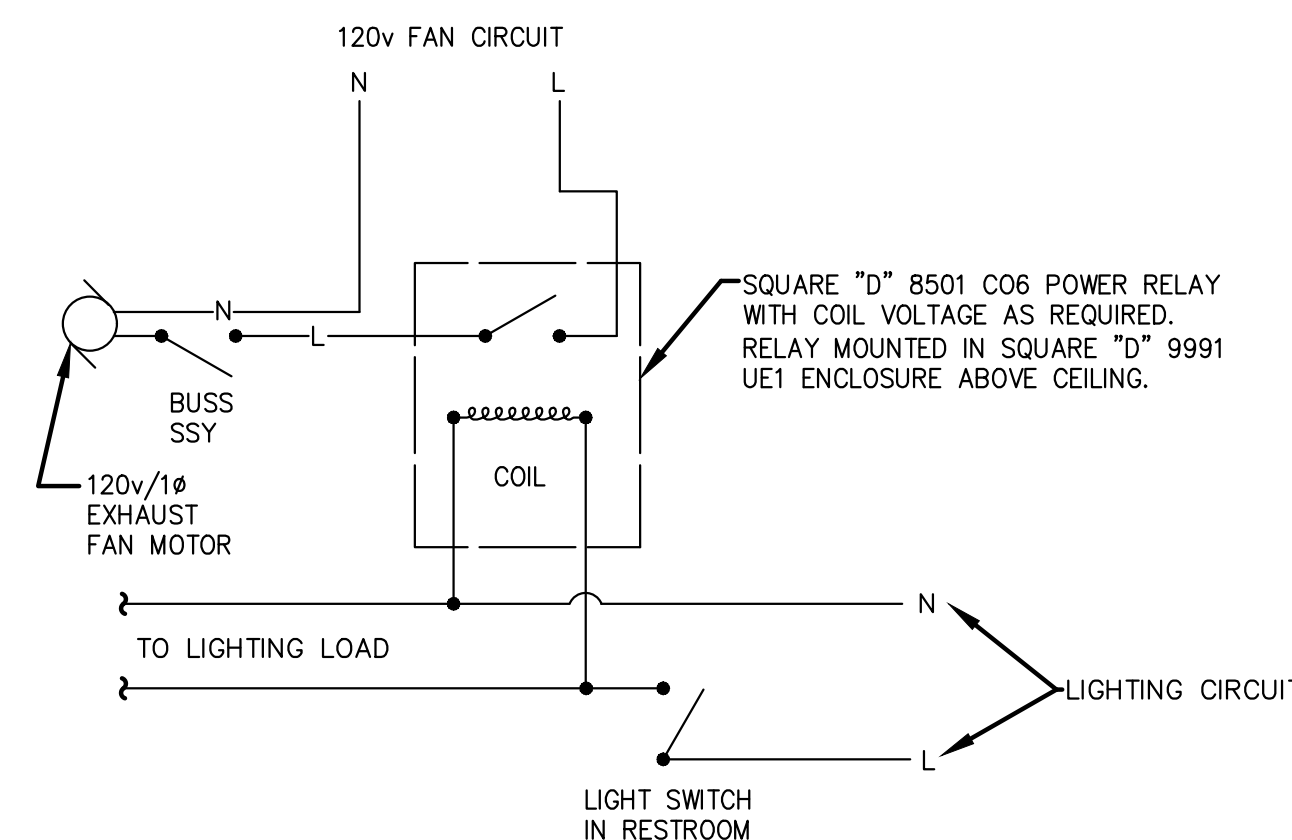 120v FAN CIRCUIT
N
L
SQUARE ”D” 8501 CO6 POWER RELAY
WITH COIL VOLTAGE AS REQUIRED.
RELAY MOUNTED IN SQUARE ”D” 9991
UE1 ENCLOSURE ABOVE CEILING.
N
L
BUSS
SSY
COIL
120v/1ø
EXHAUST
FAN MOTOR
N
TO LIGHTING LOAD
LIGHTING CIRCUIT
L
LIGHT SWITCH
IN RESTROOM